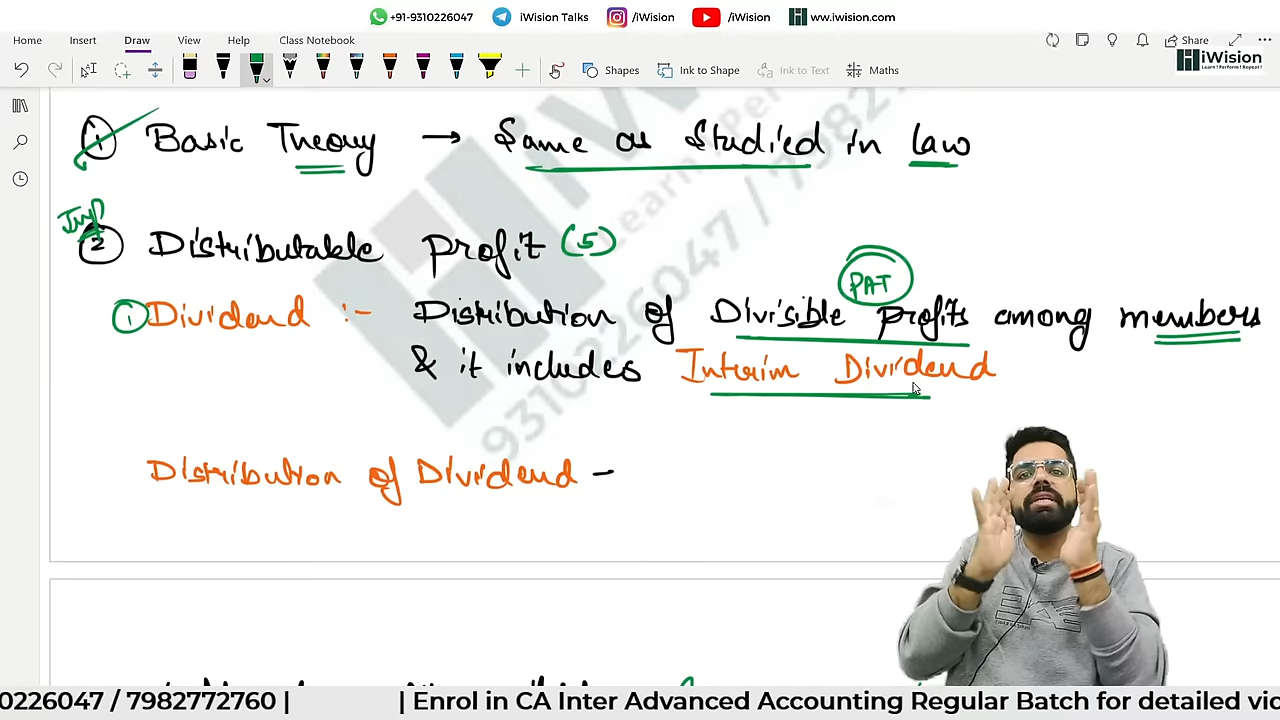 +91-9310226047 iWision Talks /iWision /iWision ww.iwision.com
Home Insert Draw View Help Class Notebook Share
Shapes Ink to Shape Ink to Text Maths
iWision
Learn ! Perform ! Repeat !
① Basic Theory → Same as Studied in law
Imp
② Distributable Profit (5)
PAT
① Dividend :- Distribution of Divisible profits among members
& it includes Interim Dividend
Distribution of Dividend -
0226047 / 7982772760 | | Enrol in CA Inter Advanced Accounting Regular Batch for detailed vid